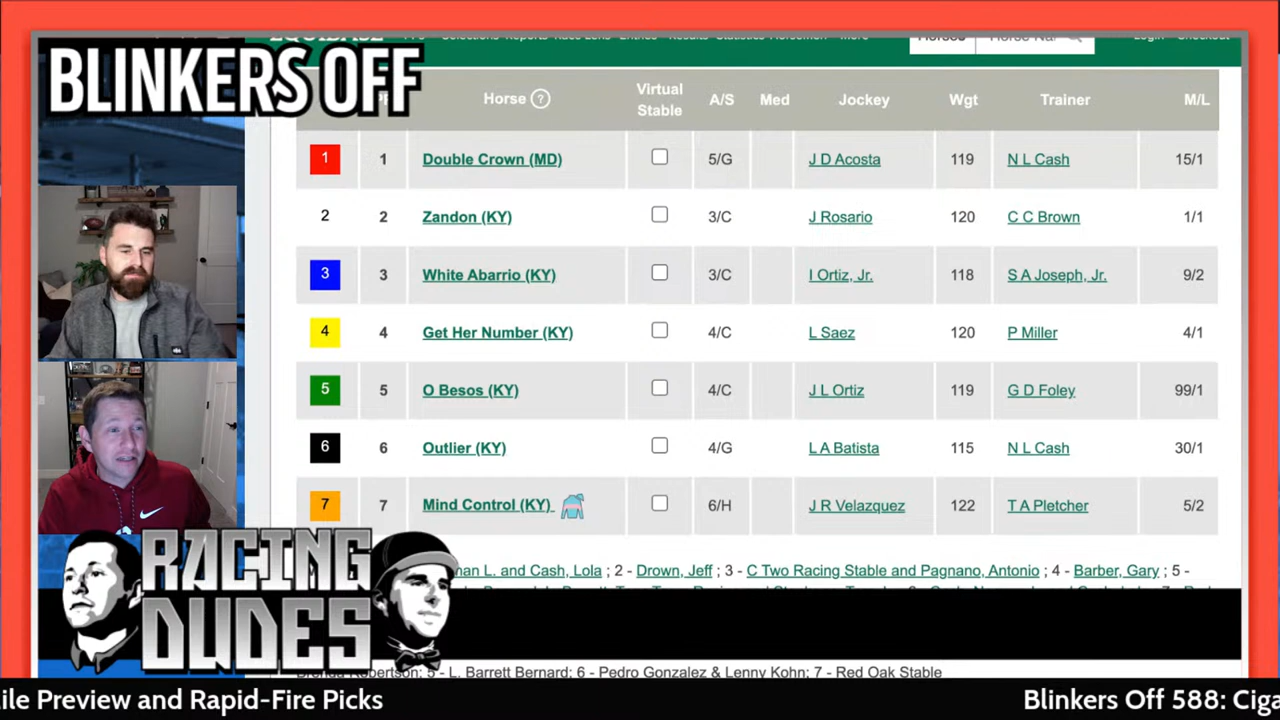 BLINKERS OFF
Horse ? Virtual Stable A/S Med Jockey Wgt Trainer M/L
1 1 Double Crown (MD) 5/G J D Acosta 119 N L Cash 15/1
2 2 Zandon (KY) 3/C J Rosario 120 C C Brown 1/1
3 3 White Abarrio (KY) 3/C I Ortiz, Jr. 118 S A Joseph, Jr. 9/2
4 4 Get Her Number (KY) 4/C L Saez 120 P Miller 4/1
5 5 O Besos (KY) 4/C J L Ortiz 119 G D Foley 99/1
6 6 Outlier (KY) 4/G L A Batista 115 N L Cash 30/1
7 7 Mind Control (KY) 6/H J R Velazquez 122 T A Pletcher 5/2
L. and Cash, Lola ; 2 - Drown, Jeff ; 3 - C Two Racing Stable and Pagnano, Antonio ; 4 - Barber, Gary ; 5 -
RACING
DUDES
5 - L. Barrett Bernard; 6 - Pedro Gonzalez & Lenny Kohn; 7 - Red Oak Stable
Preview and Rapid-Fire Picks Blinkers Off 588: